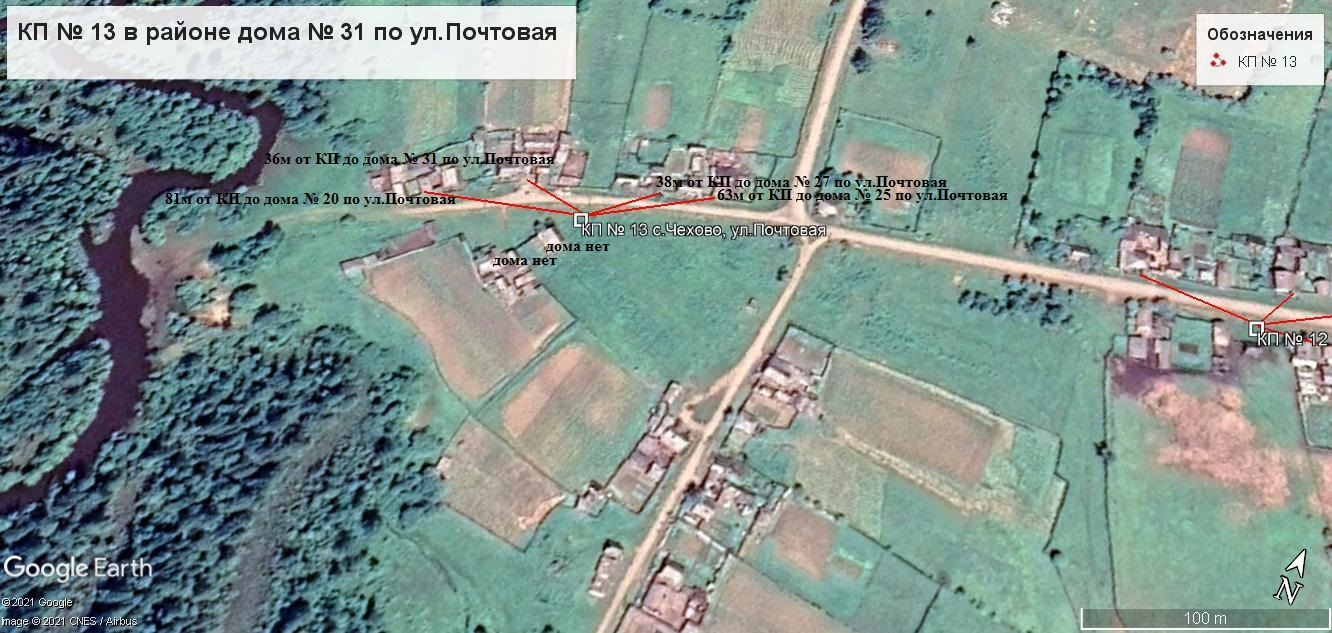 КП № 13 в районе дома № 31 по ул.Почтовая
Обозначения
КП № 13
36м от КП до дома № 31 по ул.Почтовая
38м от КП до дома № 27 по ул.Почтовая
81м от КП до дома № 20 по ул.Почтовая
63м от КП до дома № 25 по ул.Почтовая
КП № 13 с.Чехово, ул.Почтовая
дома нет
дома нет
КП № 12
Google Earth
©2021 Google
mage © 2021 CNES / Airbus
N
100 m